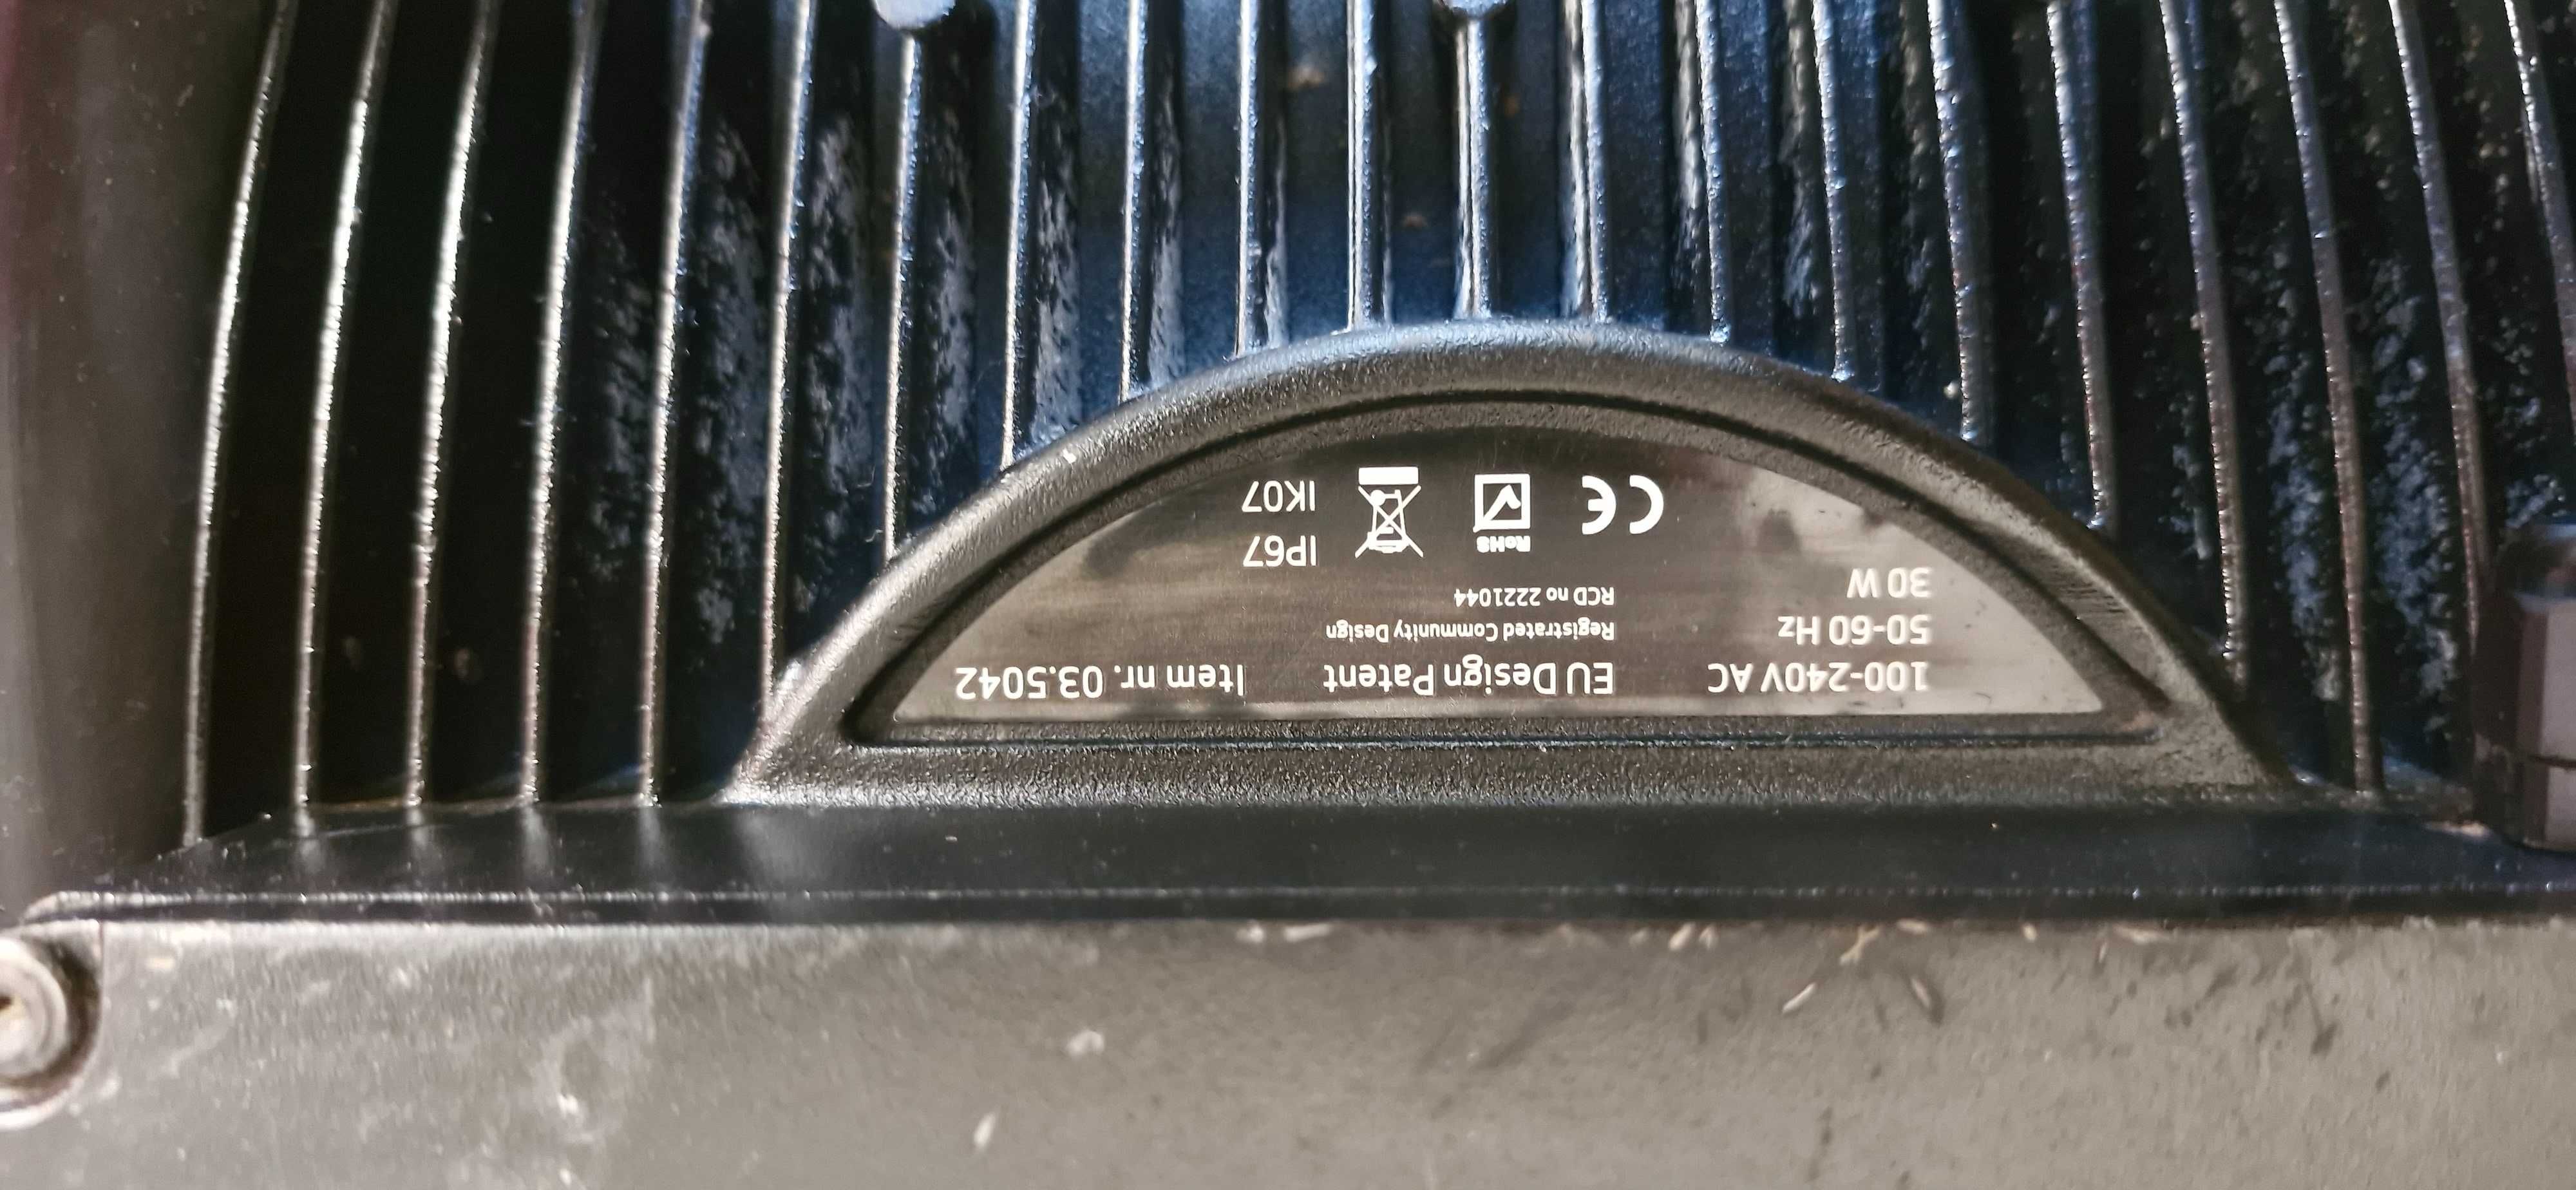 100-240V AC
50-60 Hz
30 W
EU Design Patent
Registrated Community Design
RCD no 2221044
Item nr. 03.5042
CE
RoHS
IP67
IK07